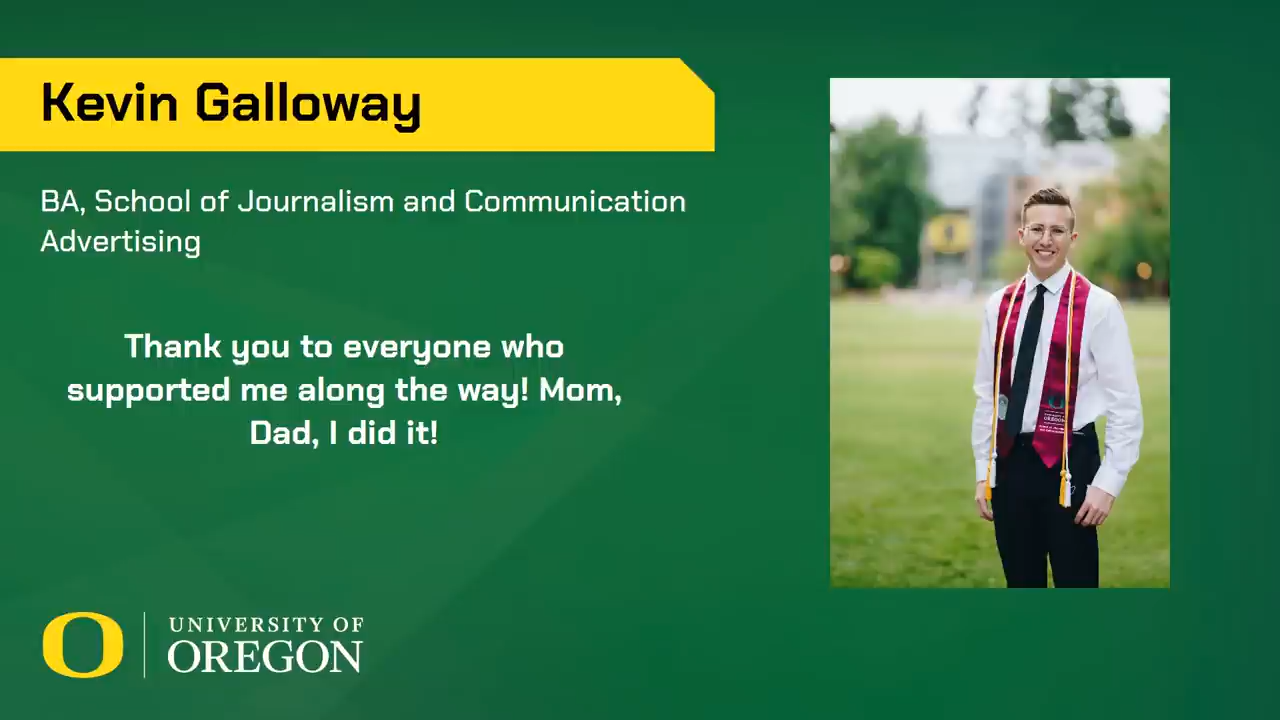 Kevin Galloway
BA, School of Journalism and Communication
Advertising
Thank you to everyone who
supported me along the way! Mom,
Dad, I did it!
O
UNIVERSITY OF
OREGON